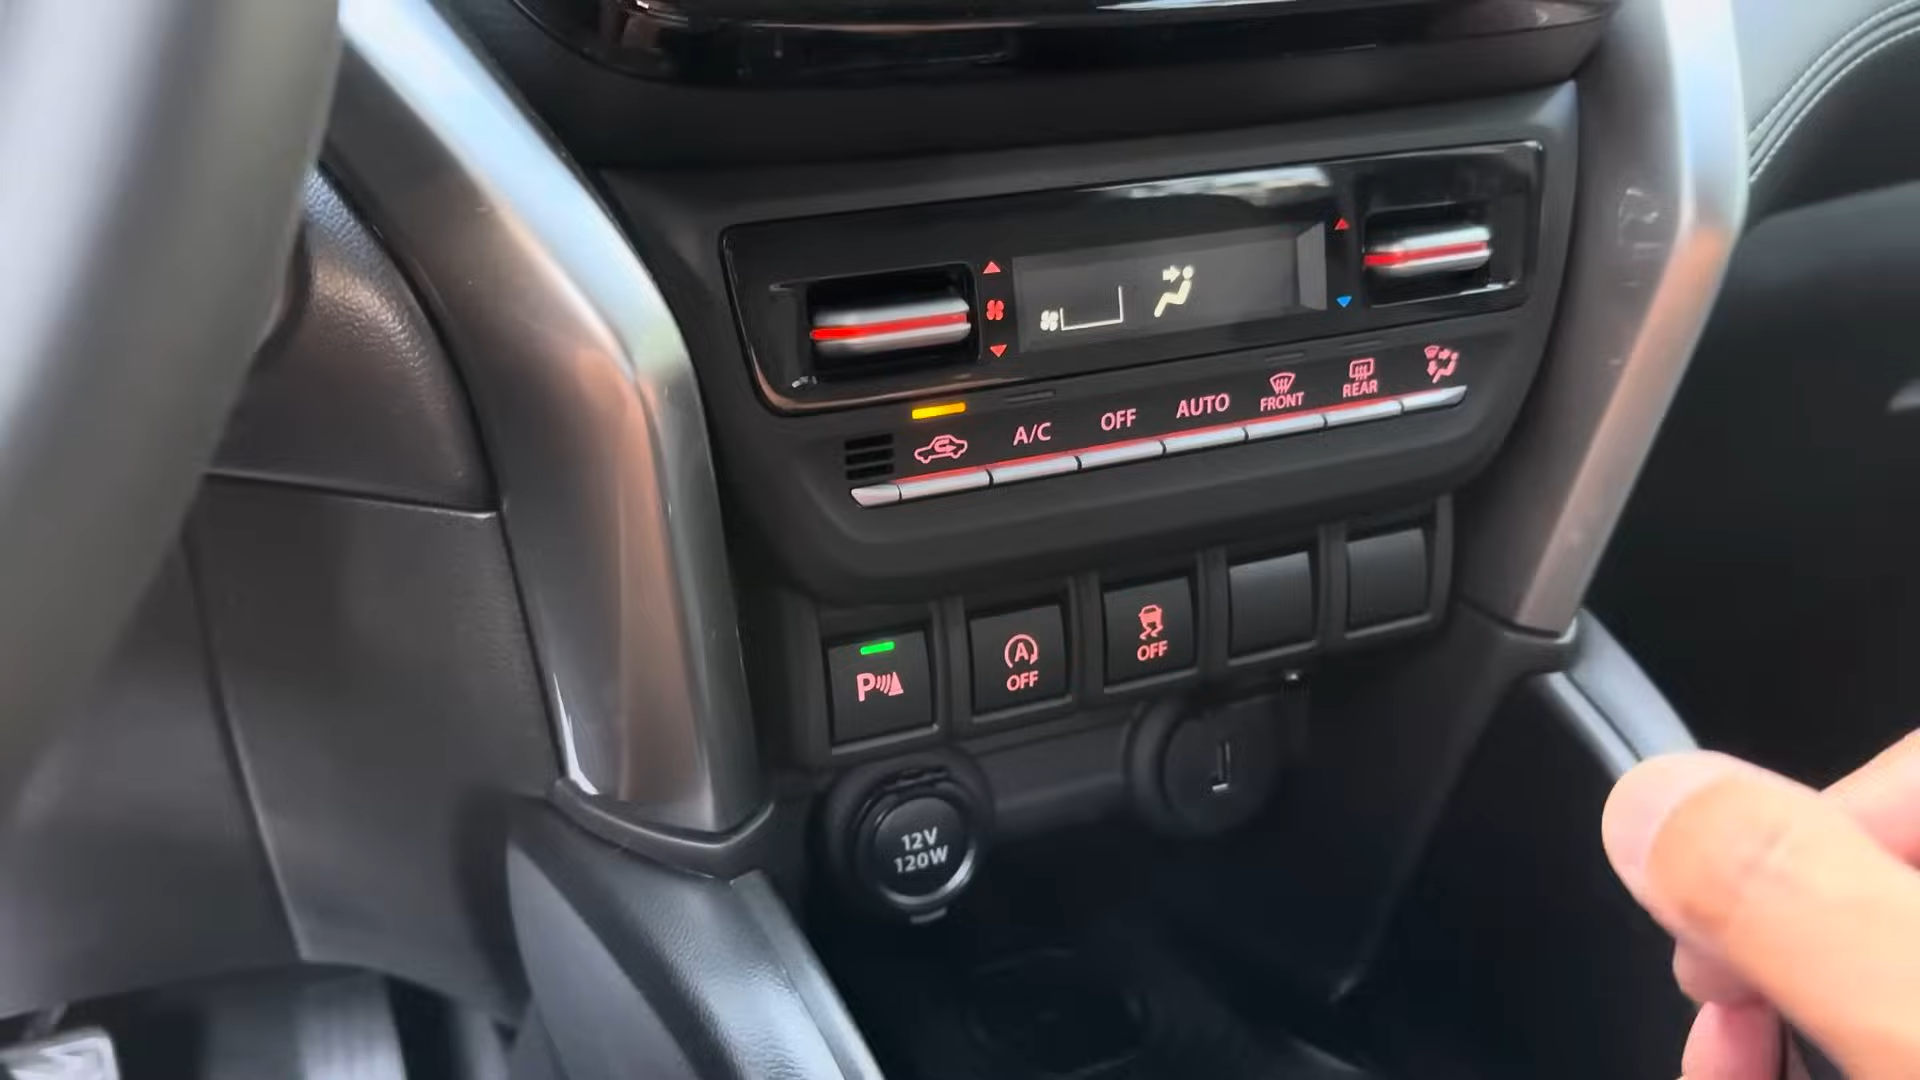 A/C
OFF
AUTO
FRONT
REAR
P
A
OFF
OFF
12V
120W